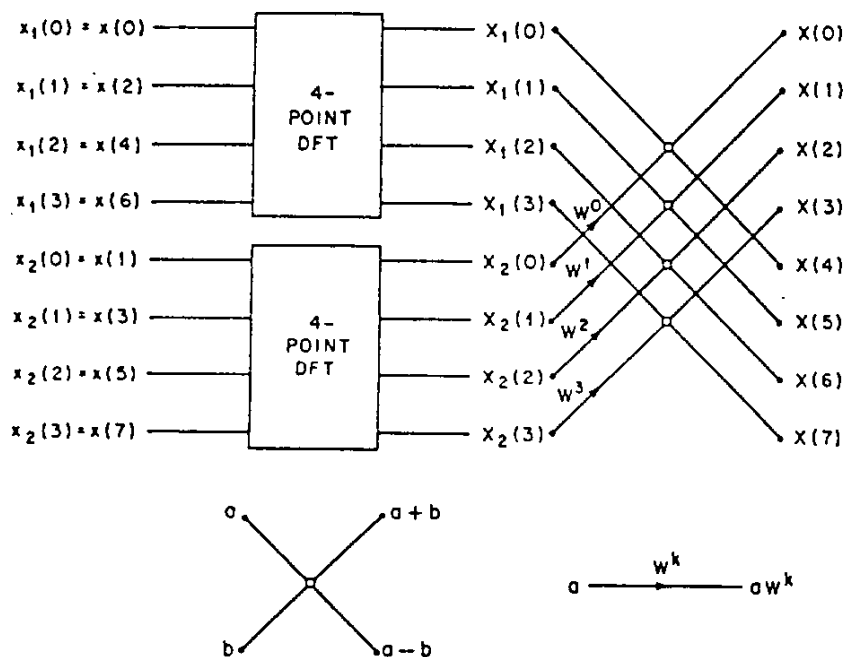 x₁(0) = x(0)
x₁(1) = x(2)
x₁(2) = x(4)
x₁(3) = x(6)
x₂(0) = x(1)
x₂(1) = x(3)
x₂(2) = x(5)
x₂(3) = x(7)
4-
POINT
DFT
4-
POINT
DFT
X₁(0)
X₁(1)
X₁(2)
X₁(3)
X₂(0)
X₂(1)
X₂(2)
X₂(3)
W⁰
W¹
W²
W³
X(0)
X(1)
X(2)
X(3)
X(4)
X(5)
X(6)
X(7)
a
a + b
b
a – b
a
Wᵏ
aWᵏ